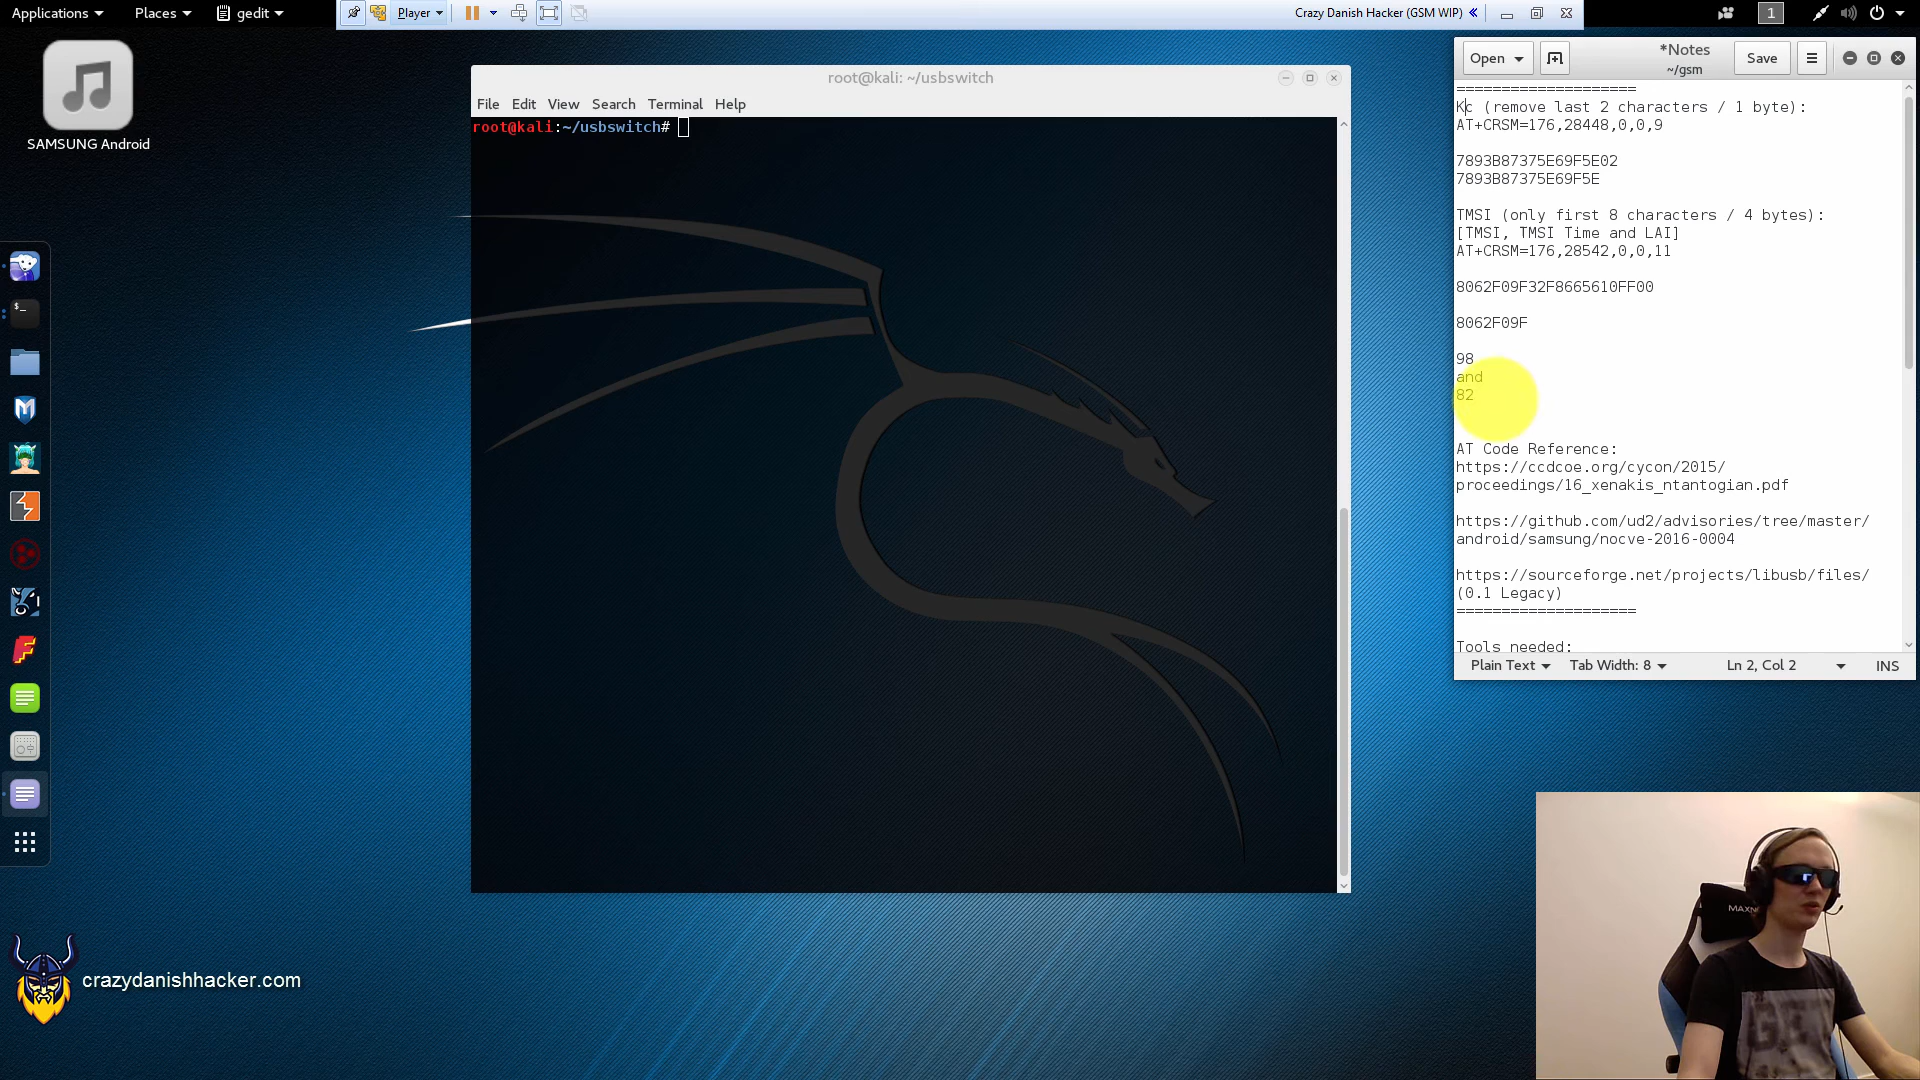 Applications
Places
gedit
Player
Crazy Danish Hacker (GSM WIP)
1
SAMSUNG Android
root@kali: ~/usbswitch
File Edit View Search Terminal Help
root@kali:~/usbswitch#
Open
*Notes
~/gsm
Save
====================
Kc (remove last 2 characters / 1 byte):
AT+CRSM=176,28448,0,0,9
7893B87375E69F5E02
7893B87375E69F5E
TMSI (only first 8 characters / 4 bytes):
[TMSI, TMSI Time and LAI]
AT+CRSM=176,28542,0,0,11
8062F09F32F8665610FF00
8062F09F
98
and
82
AT Code Reference:
https://ccdcoe.org/cycon/2015/
proceedings/16_xenakis_ntantogian.pdf
https://github.com/ud2/advisories/tree/master/
android/samsung/nocve-2016-0004
https://sourceforge.net/projects/libusb/files/
(0.1 Legacy)
====================
Tools needed:
Plain Text
Tab Width: 8
Ln 2, Col 2
INS
crazydanishhacker.com